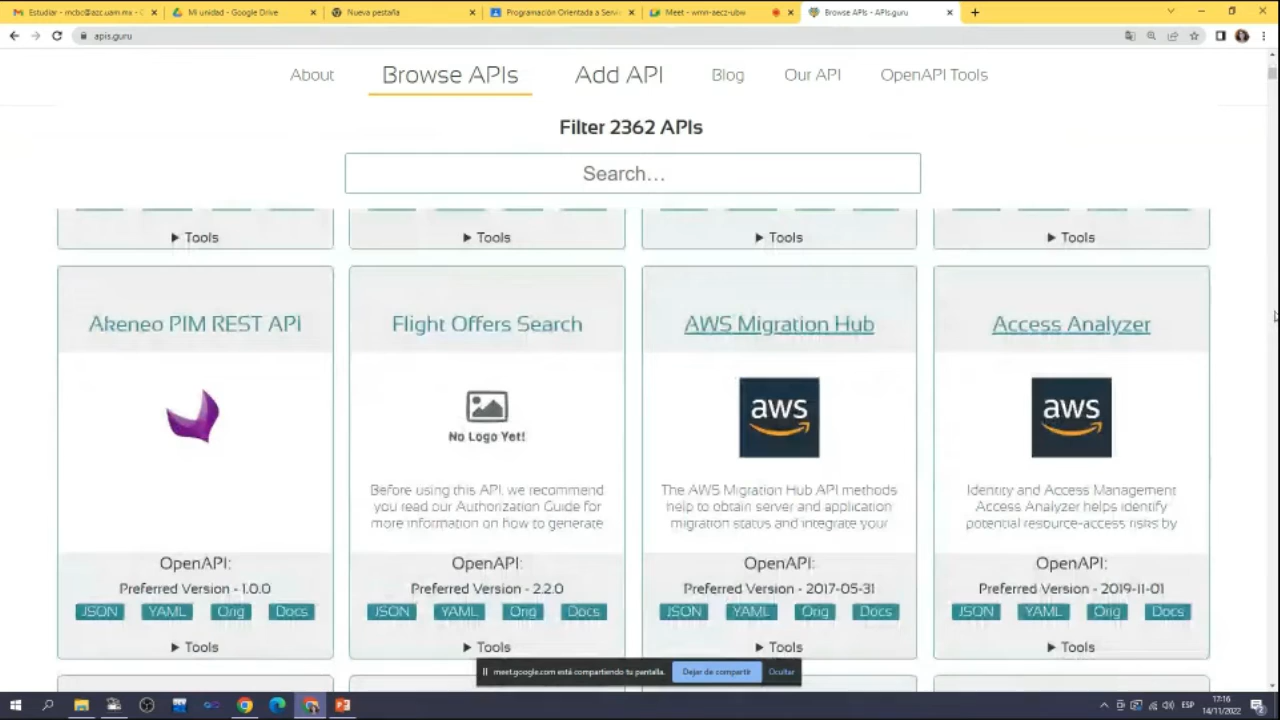 Estudiar - mcbc@azc.uam.mx - C
Mi unidad - Google Drive
Nueva pestaña
Programación Orientada a Servic
Meet - wmn-aecz-ubw
Browse APIs - APIs.guru
apis.guru
About
Browse APIs
Add API
Blog
Our API
OpenAPI Tools
Filter 2362 APIs
Search...
Tools
Tools
Tools
Tools
Akeneo PIM REST API
OpenAPI:
Preferred Version - 1.0.0
JSON YAML Orig Docs
Tools
Flight Offers Search
No Logo Yet!
Before using this API, we recommend
you read our Authorization Guide for
more information on how to generate
OpenAPI:
Preferred Version - 2.2.0
JSON YAML Orig Docs
Tools
AWS Migration Hub
aws
The AWS Migration Hub API methods
help to obtain server and application
migration status and integrate your
OpenAPI:
Preferred Version - 2017-05-31
JSON YAML Orig Docs
Tools
Access Analyzer
aws
Identity and Access Management
Access Analyzer helps identify
potential resource-access risks by
OpenAPI:
Preferred Version - 2019-11-01
JSON YAML Orig Docs
Tools
meet.google.com está compartiendo tu pantalla.
Dejar de compartir
Ocultar
ESP
17:16
14/11/2022